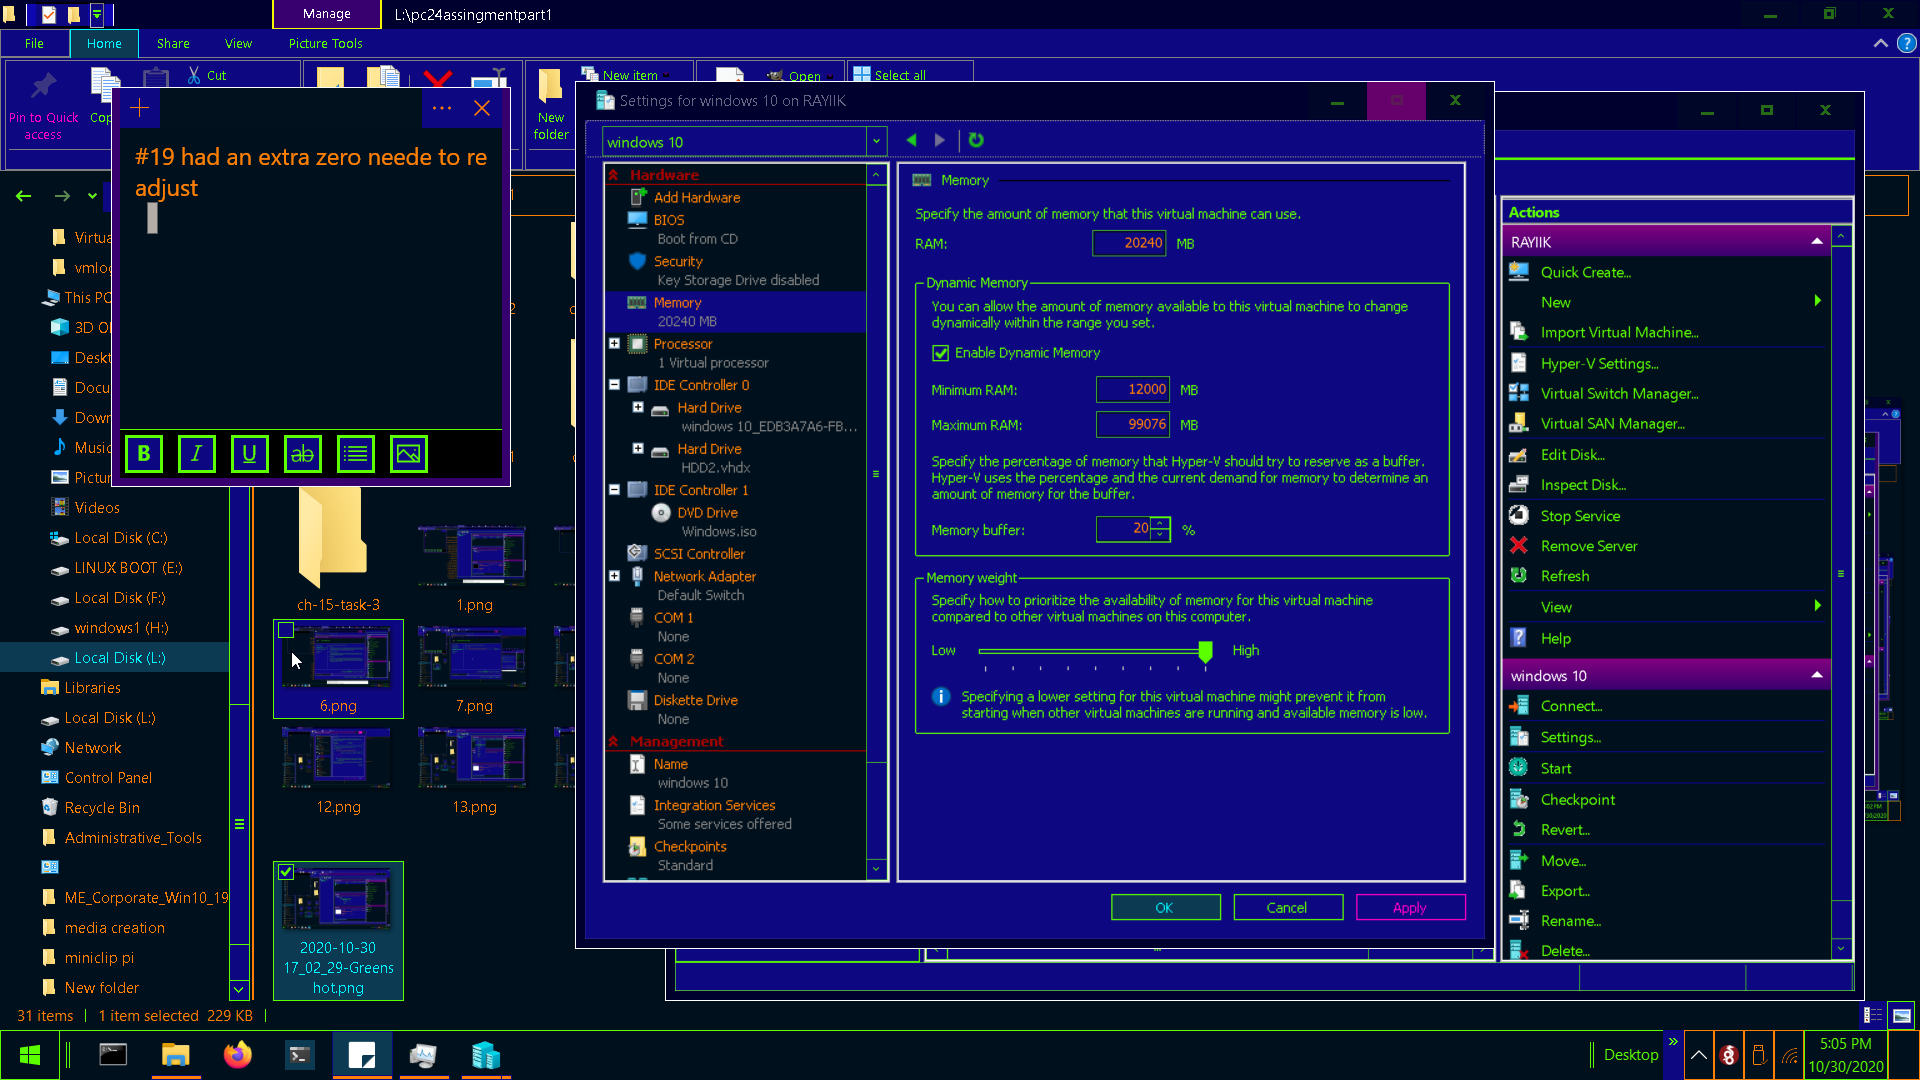 Manage
L:\pc24assingmentpart1
File
Home
Share
View
Picture Tools
Pin to Quick
access
Cut
New
folder
New item
Open
Select all
#19 had an extra zero neede to re
adjust
B I U ab
This PC
Videos
Local Disk (C:)
LINUX BOOT (E:)
Local Disk (F:)
windows1 (H:)
Local Disk (L:)
Libraries
Local Disk (L:)
Network
Control Panel
Recycle Bin
Administrative_Tools
ME_Corporate_Win10_19
media creation
miniclip pi
New folder
ch-15-task-3
1.png
6.png
7.png
12.png
13.png
2020-10-30
17_02_29-Greens
hot.png
31 items
1 item selected 229 KB
Settings for windows 10 on RAYIIK
windows 10
Hardware
Add Hardware
BIOS
Boot from CD
Security
Key Storage Drive disabled
Memory
20240 MB
Processor
1 Virtual processor
IDE Controller 0
Hard Drive
windows 10_EDB3A7A6-FB...
Hard Drive
HDD2.vhdx
IDE Controller 1
DVD Drive
Windows.iso
SCSI Controller
Network Adapter
Default Switch
COM 1
None
COM 2
None
Diskette Drive
None
Management
Name
windows 10
Integration Services
Some services offered
Checkpoints
Standard
Memory
Specify the amount of memory that this virtual machine can use.
RAM: 20240 MB
Dynamic Memory
You can allow the amount of memory available to this virtual machine to change
dynamically within the range you set.
Enable Dynamic Memory
Minimum RAM: 12000 MB
Maximum RAM: 99076 MB
Specify the percentage of memory that Hyper-V should try to reserve as a buffer.
Hyper-V uses the percentage and the current demand for memory to determine an
amount of memory for the buffer.
Memory buffer: 20 %
Memory weight
Specify how to prioritize the availability of memory for this virtual machine
compared to other virtual machines on this computer.
Low High
Specifying a lower setting for this virtual machine might prevent it from
starting when other virtual machines are running and available memory is low.
OK
Cancel
Apply
Actions
RAYIIK
Quick Create...
New
Import Virtual Machine...
Hyper-V Settings...
Virtual Switch Manager...
Virtual SAN Manager...
Edit Disk...
Inspect Disk...
Stop Service
Remove Server
Refresh
View
Help
windows 10
Connect...
Settings...
Start
Checkpoint
Revert...
Move...
Export...
Rename...
Delete...
Desktop
5:05 PM
10/30/2020